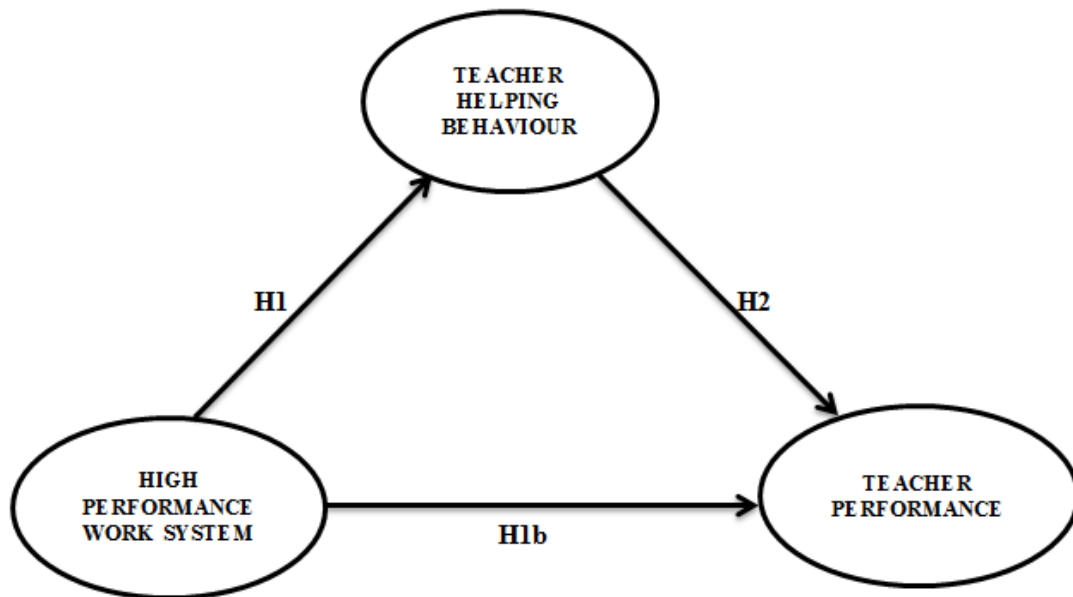 TEACHER
HELPING
BEHAVIOUR
H1
H2
HIGH
PERFORMANCE
WORK SYSTEM
H1b
TEACHER
PERFORMANCE